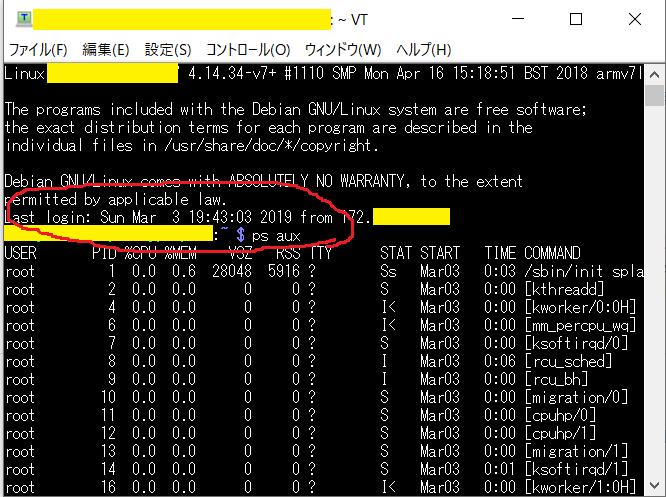 : ~ VT
ファイル(F) 編集(E) 設定(S) コントロール(O) ウィンドウ(W) ヘルプ(H)
Linux 4.14.34-v7+ #1110 SMP Mon Apr 16 15:18:51 BST 2018 armv7l
The programs included with the Debian GNU/Linux system are free software;
the exact distribution terms for each program are described in the
individual files in /usr/share/doc/*/copyright.
Debian GNU/Linux comes with ABSOLUTELY NO WARRANTY, to the extent
permitted by applicable law.
Last login: Sun Mar  3 19:43:03 2019 from 172.
:~ $ ps aux
USER PID %CPU %MEM VSZ RSS TTY STAT START TIME COMMAND
root 1 0.0 0.6 28048 5916 ? Ss Mar03 0:03 /sbin/init spla
root 2 0.0 0.0 0 0 ? S Mar03 0:00 [kthreadd]
root 4 0.0 0.0 0 0 ? I< Mar03 0:00 [kworker/0:0H]
root 6 0.0 0.0 0 0 ? I< Mar03 0:00 [mm_percpu_wq]
root 7 0.0 0.0 0 0 ? S Mar03 0:00 [ksoftirqd/0]
root 8 0.0 0.0 0 0 ? I Mar03 0:06 [rcu_sched]
root 9 0.0 0.0 0 0 ? I Mar03 0:00 [rcu_bh]
root 10 0.0 0.0 0 0 ? S Mar03 0:00 [migration/0]
root 11 0.0 0.0 0 0 ? S Mar03 0:00 [cpuhp/0]
root 12 0.0 0.0 0 0 ? S Mar03 0:00 [cpuhp/1]
root 13 0.0 0.0 0 0 ? S Mar03 0:00 [migration/1]
root 14 0.0 0.0 0 0 ? S Mar03 0:01 [ksoftirqd/1]
root 16 0.0 0.0 0 0 ? I< Mar03 0:00 [kworker/1:0H]